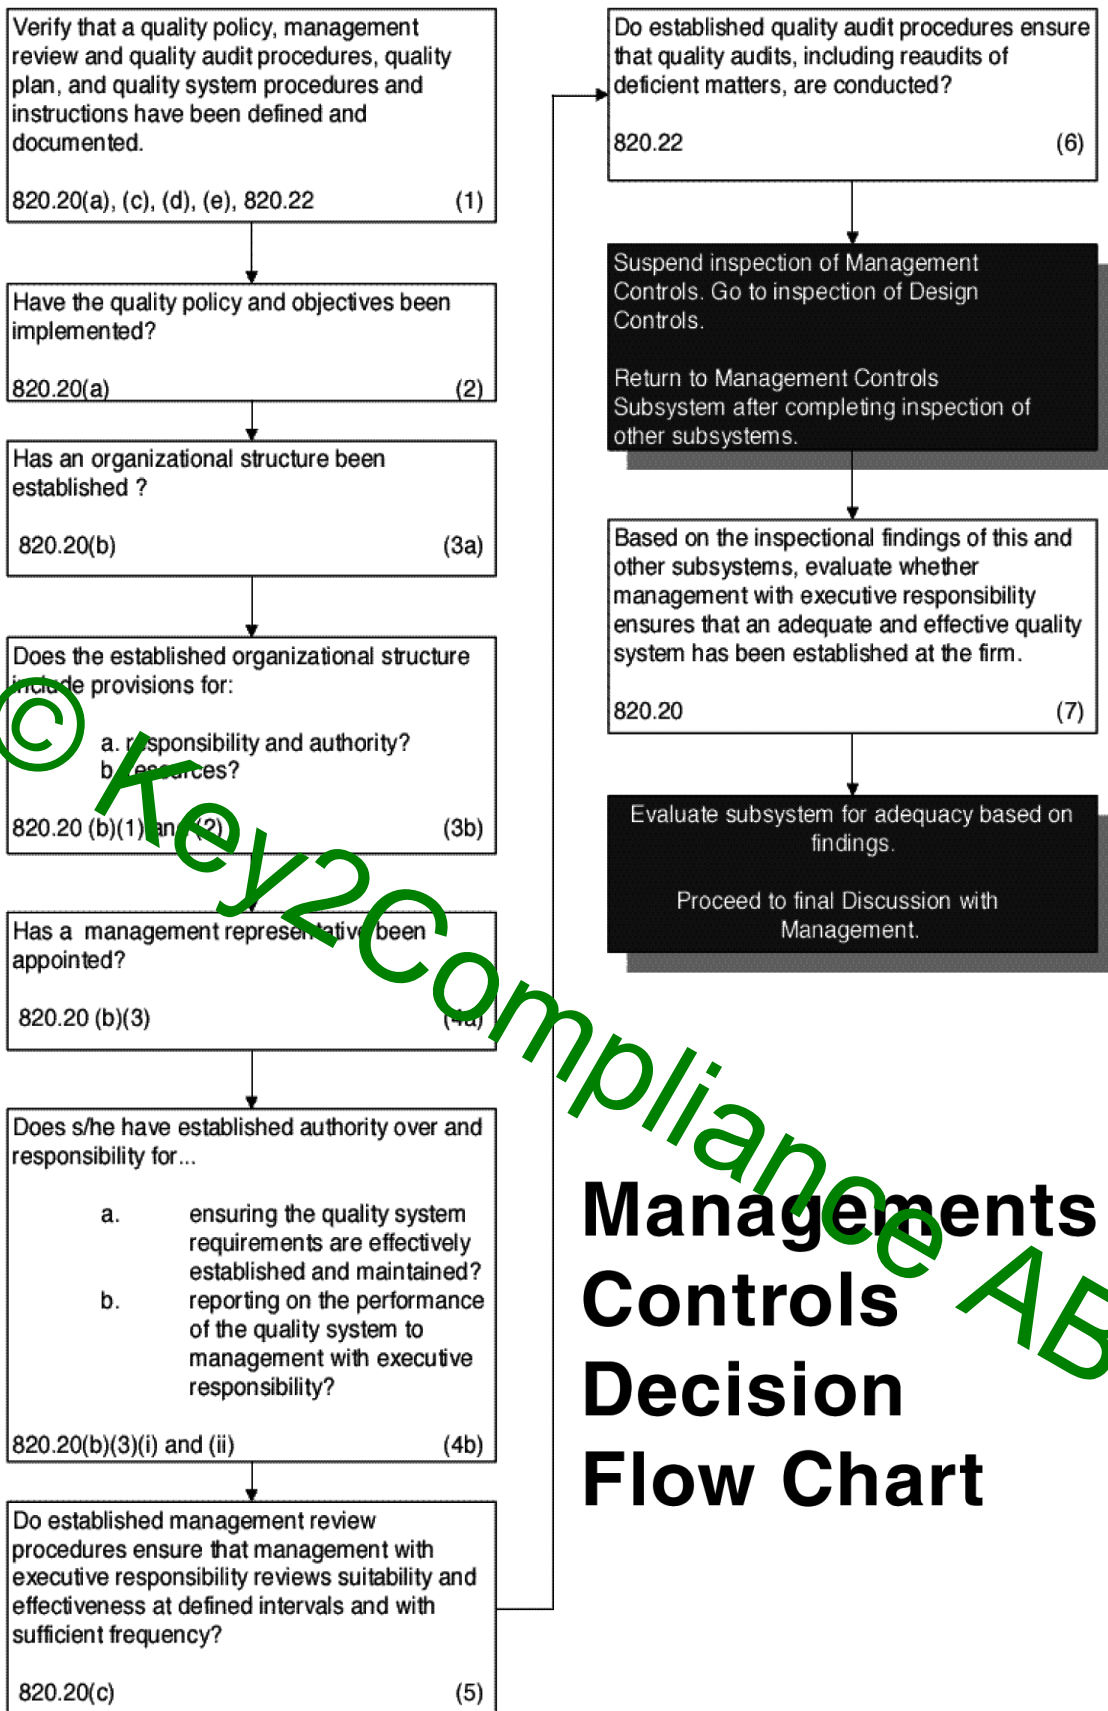 Verify that a quality policy, management
review and quality audit procedures, quality
plan, and quality system procedures and
instructions have been defined and
documented.
820.20(a), (c), (d), (e), 820.22 (1)
Have the quality policy and objectives been
implemented?
820.20(a) (2)
Has an organizational structure been
established ?
820.20(b) (3a)
Does the established organizational structure
include provisions for:
a. responsibility and authority?
b. resources?
820.20 (b)(1) and (2) (3b)
Has a management representative been
appointed?
820.20 (b)(3) (4a)
Does s/he have established authority over and
responsibility for...
a. ensuring the quality system
requirements are effectively
established and maintained?
b. reporting on the performance
of the quality system to
management with executive
responsibility?
820.20(b)(3)(i) and (ii) (4b)
Do established management review
procedures ensure that management with
executive responsibility reviews suitability and
effectiveness at defined intervals and with
sufficient frequency?
820.20(c) (5)
Do established quality audit procedures ensure
that quality audits, including reaudits of
deficient matters, are conducted?
820.22 (6)
Suspend inspection of Management
Controls. Go to inspection of Design
Controls.
Return to Management Controls
Subsystem after completing inspection of
other subsystems.
Based on the inspectional findings of this and
other subsystems, evaluate whether
management with executive responsibility
ensures that an adequate and effective quality
system has been established at the firm.
820.20 (7)
Evaluate subsystem for adequacy based on
findings.
Proceed to final Discussion with
Management.
Managements
Controls
Decision
Flow Chart
© Key2Compliance AB